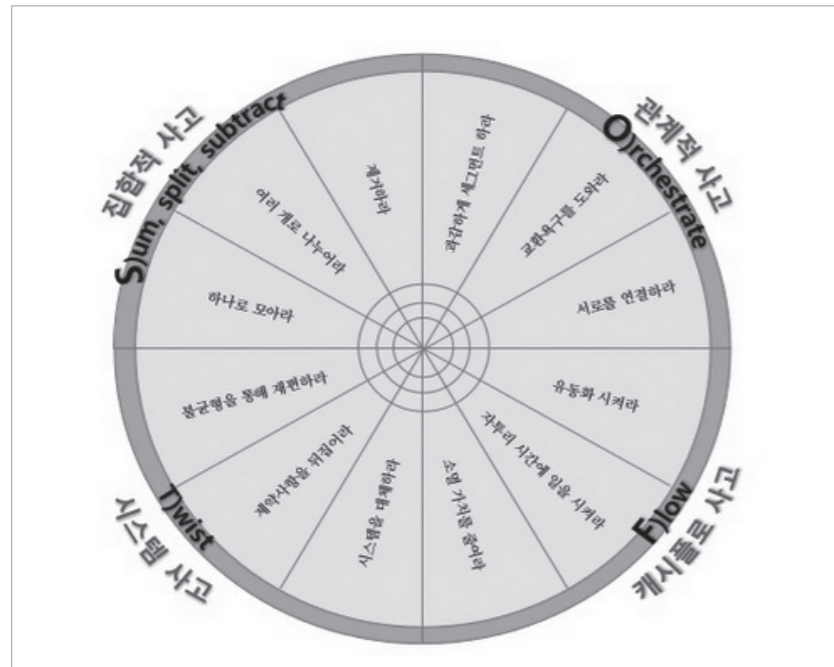 집합적 사고
S)um, split, subtract
하나로 모아라
여러 개로 나누어라
제거하라
관계적 사고
O)rchestrate
과감하게 세그먼트 하라
교환욕구를 도와라
서로를 연결하라
캐시플로 사고
F)low
유동화 시켜라
자투리 시간에 일을 시켜라
소멸 가치를 줄여라
시스템 사고
T)wist
시스템을 대체하라
제약사항을 뒤집어라
불균형을 통해 재편하라